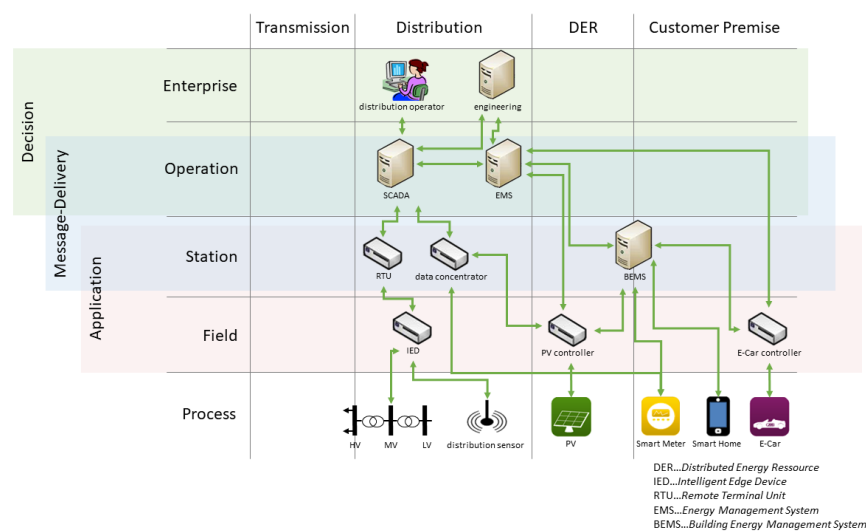 Transmission
Distribution
DER
Customer Premise
Decision
Message-Delivery
Application
Enterprise
distribution operator
engineering
Operation
SCADA
EMS
Station
RTU
data concentrator
BEMS
Field
IED
PV controller
E-Car controller
Process
HV
MV
LV
distribution sensor
PV
Smart Meter
Smart Home
E-Car
DER...Distributed Energy Ressource
IED...Intelligent Edge Device
RTU...Remote Terminal Unit
EMS...Energy Management System
BEMS...Building Energy Management System